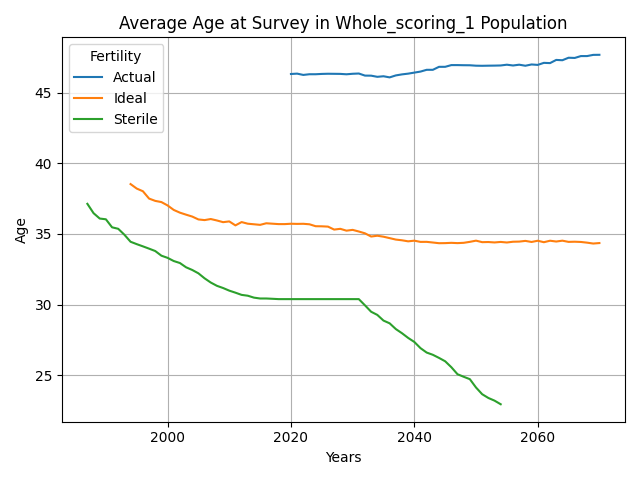 Average Age at Survey in Whole_scoring_1 Population
Fertility
Actual
Ideal
Sterile
Age
45
40
35
30
25
2000
2020
2040
2060
Years